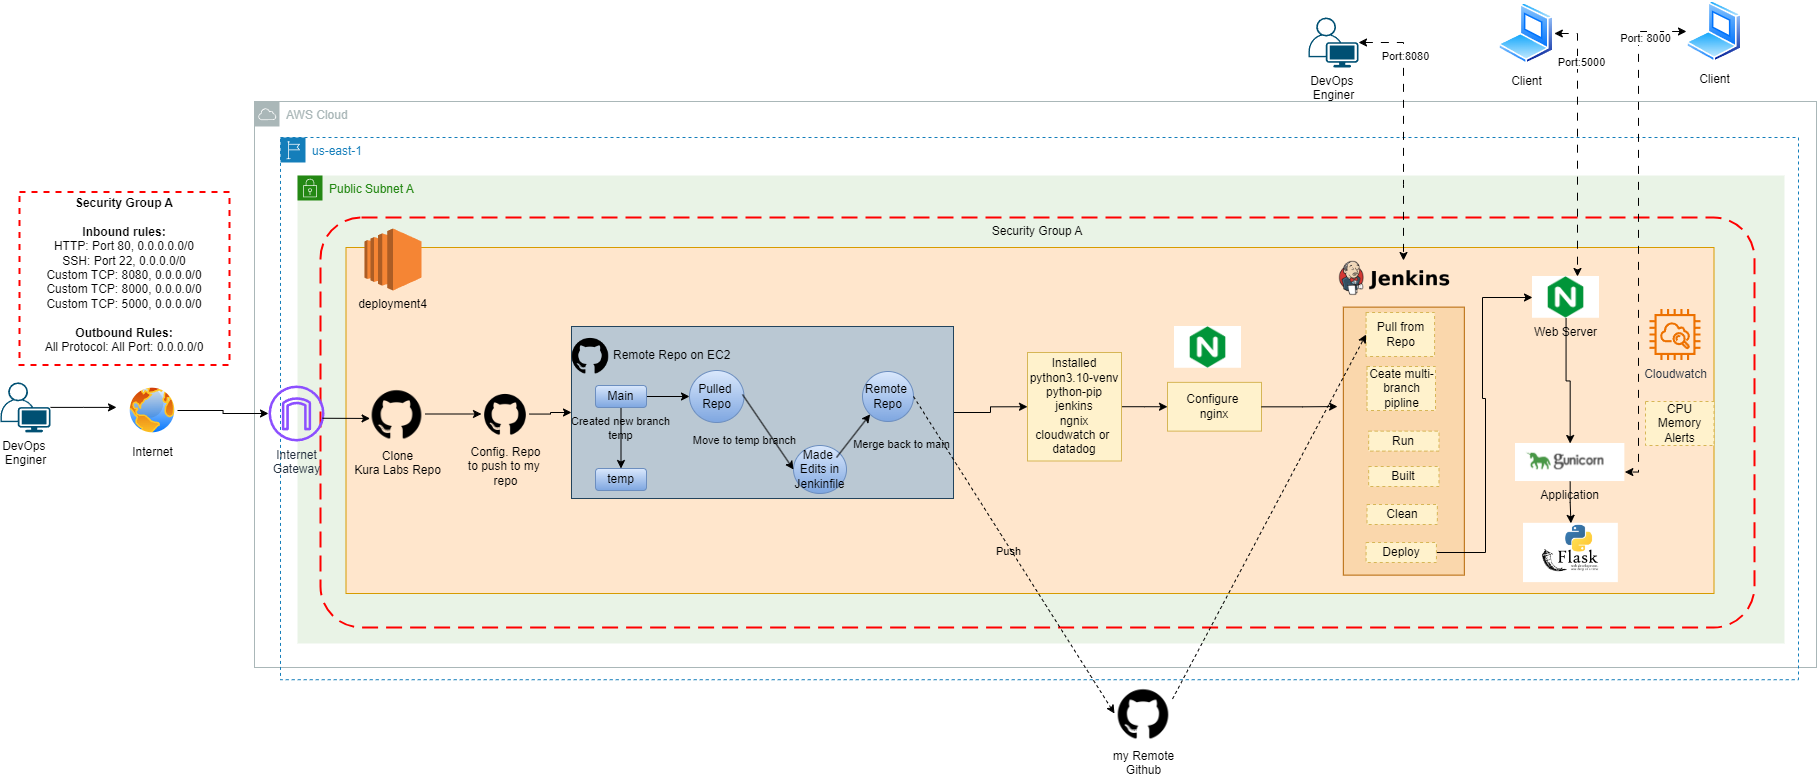 DevOps
Enginer
Port:8080
Client
Port:5000
Port: 8000
Client
AWS Cloud
us-east-1
Public Subnet A
Security Group A
Inbound rules:
HTTP: Port 80, 0.0.0.0.0/0
SSH: Port 22, 0.0.0.0/0
Custom TCP: 8080, 0.0.0.0/0
Custom TCP: 8000, 0.0.0.0/0
Custom TCP: 5000, 0.0.0.0/0
Outbound Rules:
All Protocol: All Port: 0.0.0.0/0
DevOps
Enginer
Internet
Internet
Gateway
Security Group A
deployment4
Clone
Kura Labs Repo
Config. Repo
to push to my
repo
Remote Repo on EC2
Main
Created new branch
temp
temp
Pulled
Repo
Move to temp branch
Made
Edits in
Jenkinfile
Remote
Repo
Merge back to main
Push
Installed
python3.10-venv
python-pip
jenkins
ngnix
cloudwatch or
datadog
N
Configure
nginx
Jenkins
Pull from
Repo
Ceate multi-
branch
pipline
Run
Built
Clean
Deploy
N
Web Server
gunicorn
Application
Flask
Cloudwatch
CPU
Memory
Alerts
my Remote
Github